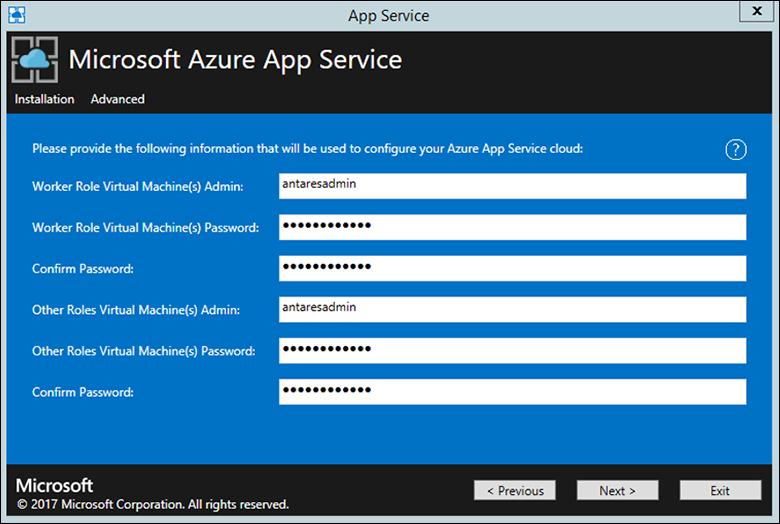 App Service
X
Microsoft Azure App Service
Installation Advanced
Please provide the following information that will be used to configure your Azure App Service cloud:
?
Worker Role Virtual Machine(s) Admin: antaresadmin
Worker Role Virtual Machine(s) Password: ●●●●●●●●●●●●
Confirm Password: ●●●●●●●●●●●●
Other Roles Virtual Machine(s) Admin: antaresadmin
Other Roles Virtual Machine(s) Password: ●●●●●●●●●●●●
Confirm Password: ●●●●●●●●●●●●
Microsoft
© 2017 Microsoft Corporation. All rights reserved.
< Previous Next > Exit